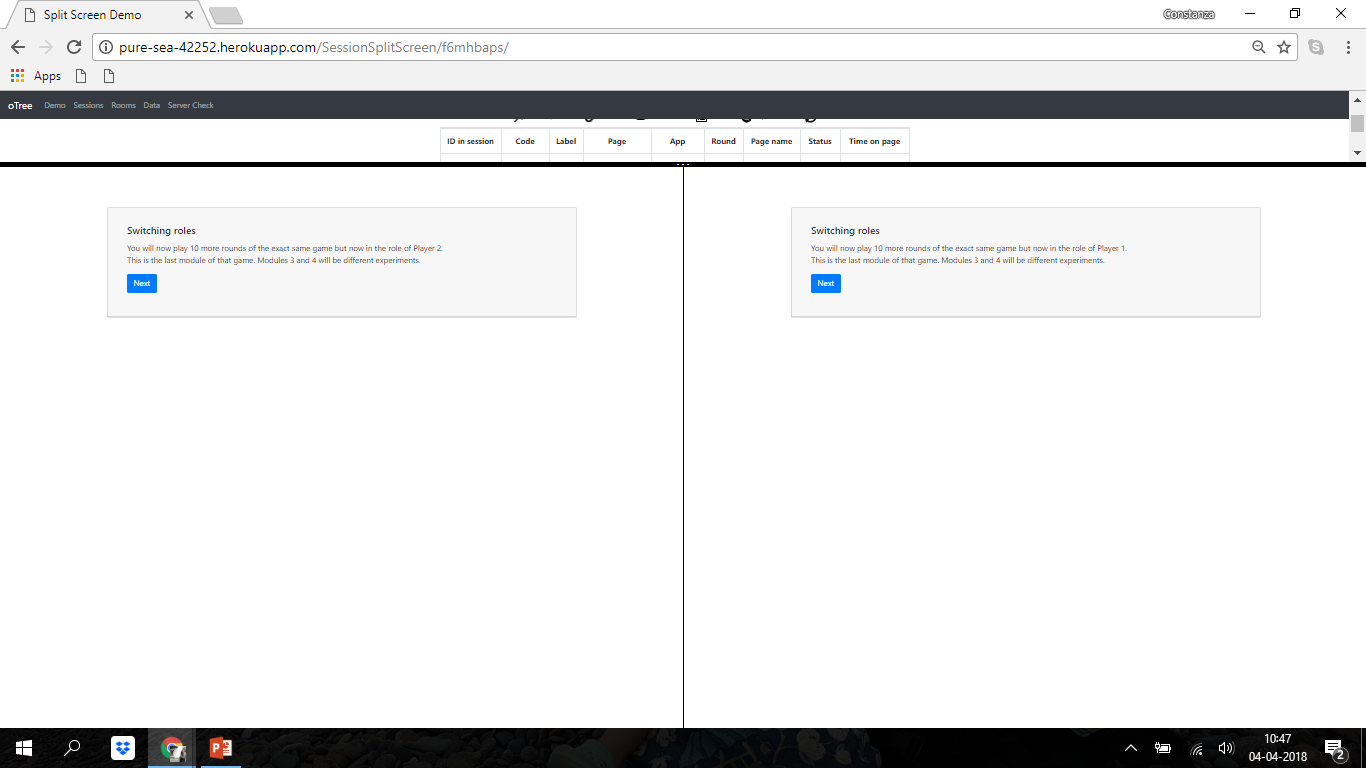 Split Screen Demo
Constanza
pure-sea-42252.herokuapp.com/SessionSplitScreen/f6mhbaps/
Apps
oTree Demo Sessions Rooms Data Server Check
ID in session Code Label Page App Round Page name Status Time on page
Switching roles
You will now play 10 more rounds of the exact same game but now in the role of Player 2.
This is the last module of that game. Modules 3 and 4 will be different experiments.
Next
Switching roles
You will now play 10 more rounds of the exact same game but now in the role of Player 1.
This is the last module of that game. Modules 3 and 4 will be different experiments.
Next
10:47
04-04-2018
2